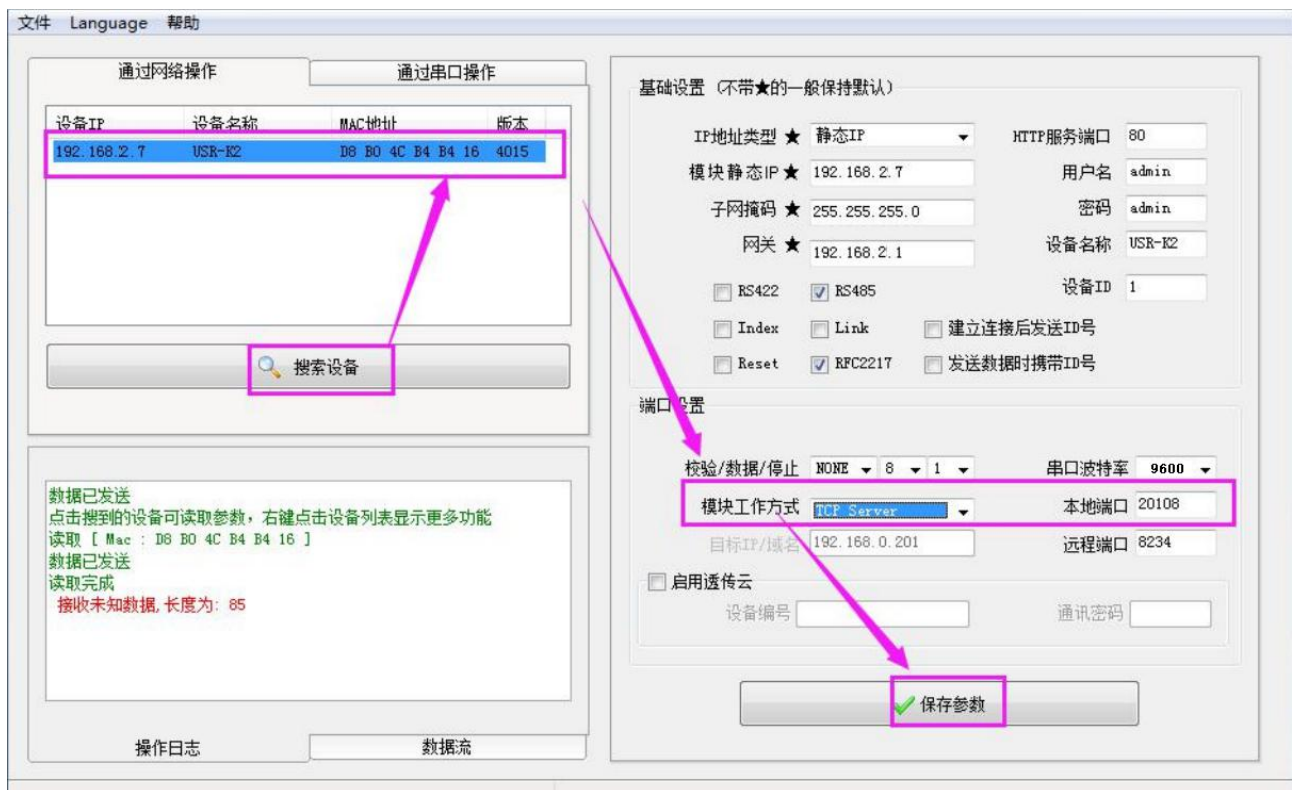 文件 Language 帮助
通过网络操作 通过串口操作
设备IP 设备名称 MAC地址 版本
192.168.2.7 USR-K2 D8 B0 4C B4 B4 16 4015
搜索设备
数据已发送
点击搜到的设备可读取参数，右键点击设备列表显示更多功能
读取 [ Mac : D8 B0 4C B4 B4 16 ]
数据已发送
读取完成
接收未知数据,长度为: 85
操作日志 数据流
基础设置 (不带★的一般保持默认)
IP地址类型 ★ 静态IP HTTP服务端口 80
模块静态IP ★ 192.168.2.7 用户名 admin
子网掩码 ★ 255.255.255.0 密码 admin
网关 ★ 192.168.2.1 设备名称 USR-K2
RS422 RS485 设备ID 1
Index Link 建立连接后发送ID号
Reset RFC2217 发送数据时携带ID号
端口设置
校验/数据/停止 NONE 8 1 串口波特率 9600
模块工作方式 TCP Server 本地端口 20108
目标IP/域名 192.168.0.201 远程端口 8234
启用透传云
设备编号 通讯密码
保存参数